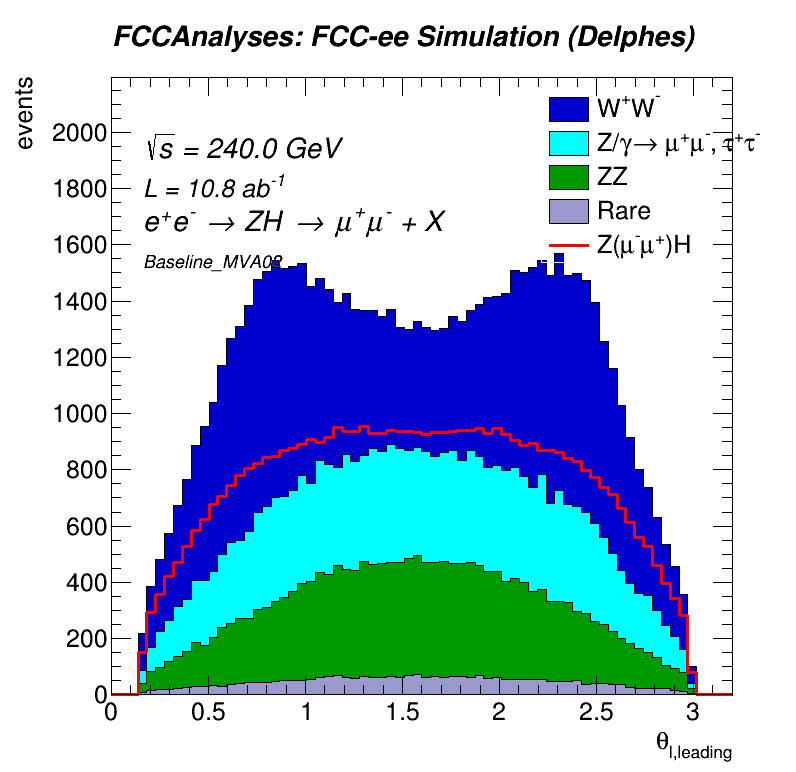 FCCAnalyses: FCC-ee Simulation (Delphes)
events
√s = 240.0 GeV
L = 10.8 ab⁻¹
e⁺e⁻ → ZH → μ⁺μ⁻ + X
Baseline_MVA08
W⁺W⁻
Z/γ→ μ⁺μ⁻, τ⁺τ⁻
ZZ
Rare
Z(μ⁻μ⁺)H
2000
1800
1600
1400
1200
1000
800
600
400
200
0
0 0.5 1 1.5 2 2.5 3
θl,leading